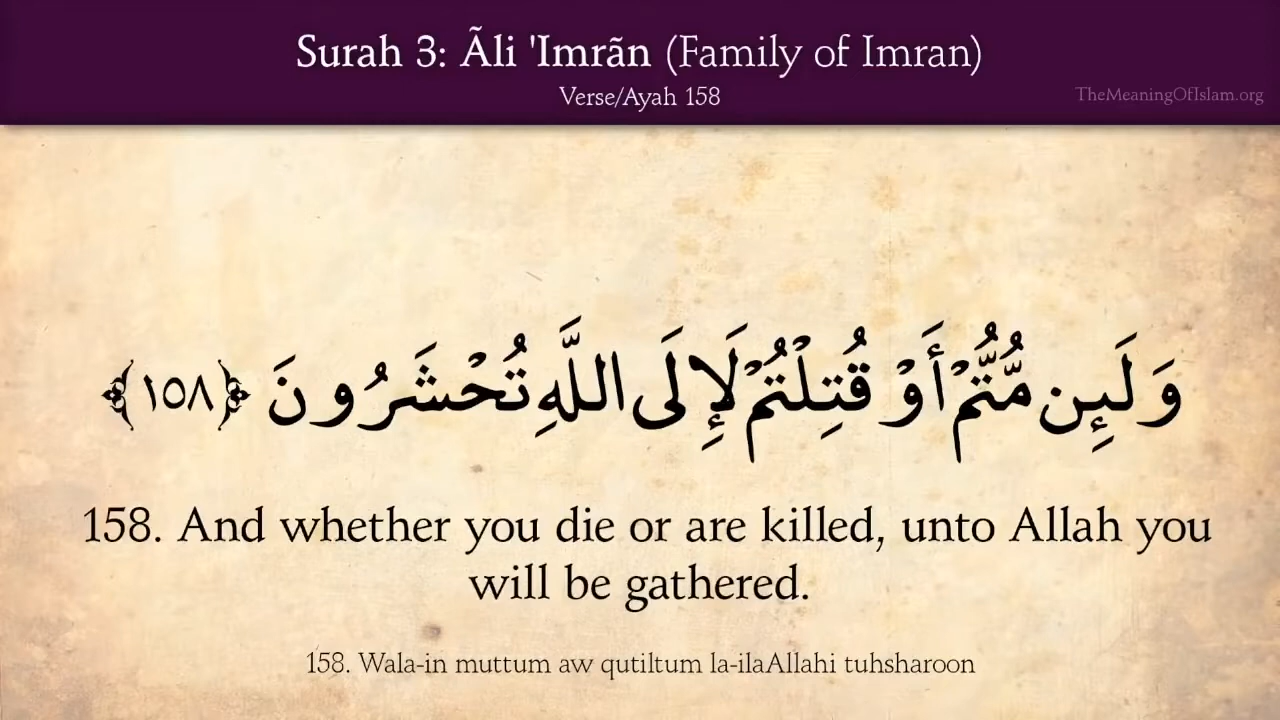 Surah 3: Ãli 'Imrãn (Family of Imran)
Verse/Ayah 158
TheMeaningOfIslam.org
وَلَئِن مُّتُّمْ أَوْ قُتِلْتُمْ لَإِلَى اللَّهِ تُحْشَرُونَ ﴿١٥٨﴾
158. And whether you die or are killed, unto Allah you
will be gathered.
158. Wala-in muttum aw qutiltum la-ilaAllahi tuhsharoon